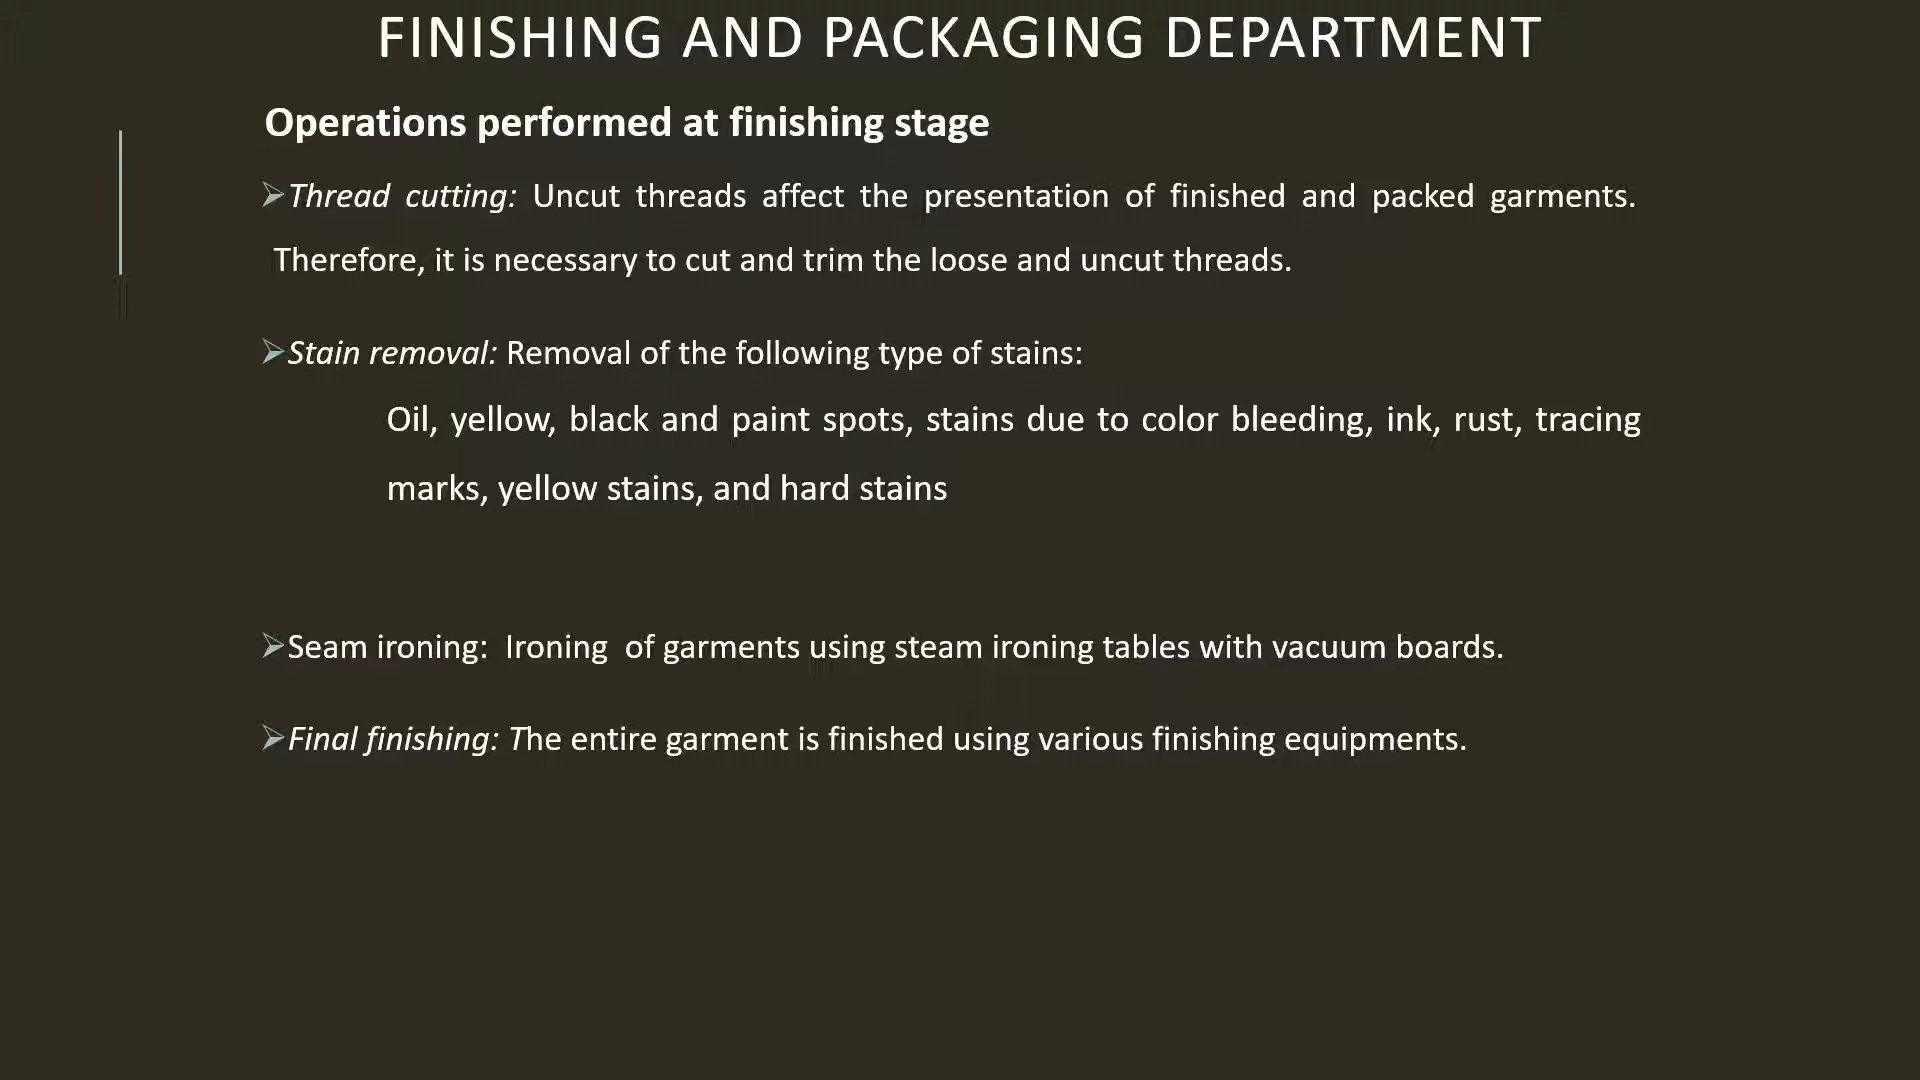 FINISHING AND PACKAGING DEPARTMENT
Operations performed at finishing stage
➢Thread cutting: Uncut threads affect the presentation of finished and packed garments.
Therefore, it is necessary to cut and trim the loose and uncut threads.
➢Stain removal: Removal of the following type of stains:
Oil, yellow, black and paint spots, stains due to color bleeding, ink, rust, tracing
marks, yellow stains, and hard stains
➢Seam ironing: Ironing of garments using steam ironing tables with vacuum boards.
➢Final finishing: The entire garment is finished using various finishing equipments.